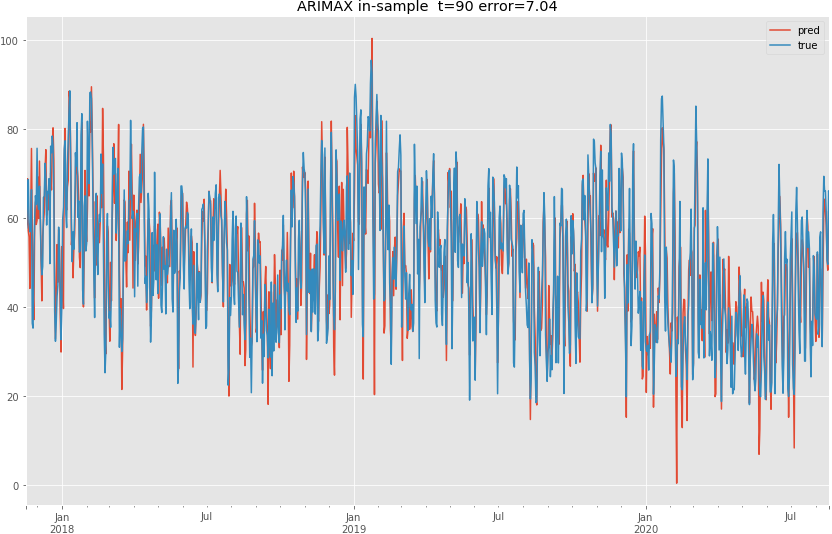 ARIMAX in-sample  t=90 error=7.04
pred
true
100
80
60
40
20
0
Jan
2018
Jul
Jan
2019
Jul
Jan
2020
Jul